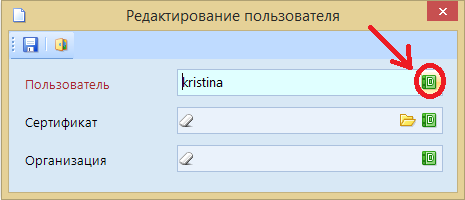 Редактирование пользователя
Пользователь
kristina
Сертификат
Организация